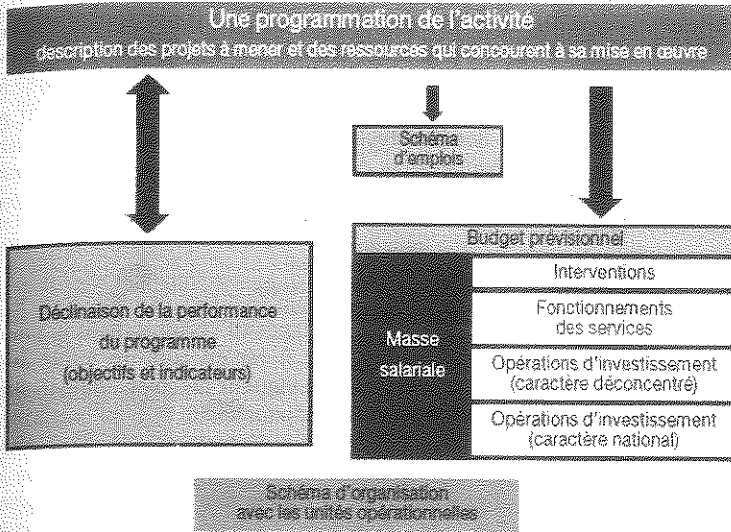 Une programmation de l'activité
description des projets à mener et des ressources qui concourent à sa mise en œuvre
Schéma
d'emplois
Déclinaison de la performance
du programme
(objectifs et indicateurs)
Budget prévisionnel
Masse
salariale
Interventions
Fonctionnements
des services
Opérations d'investissement
(caractère déconcentré)
Opérations d'investissement
(caractère national)
Schéma d'organisation
avec les unités opérationnelles